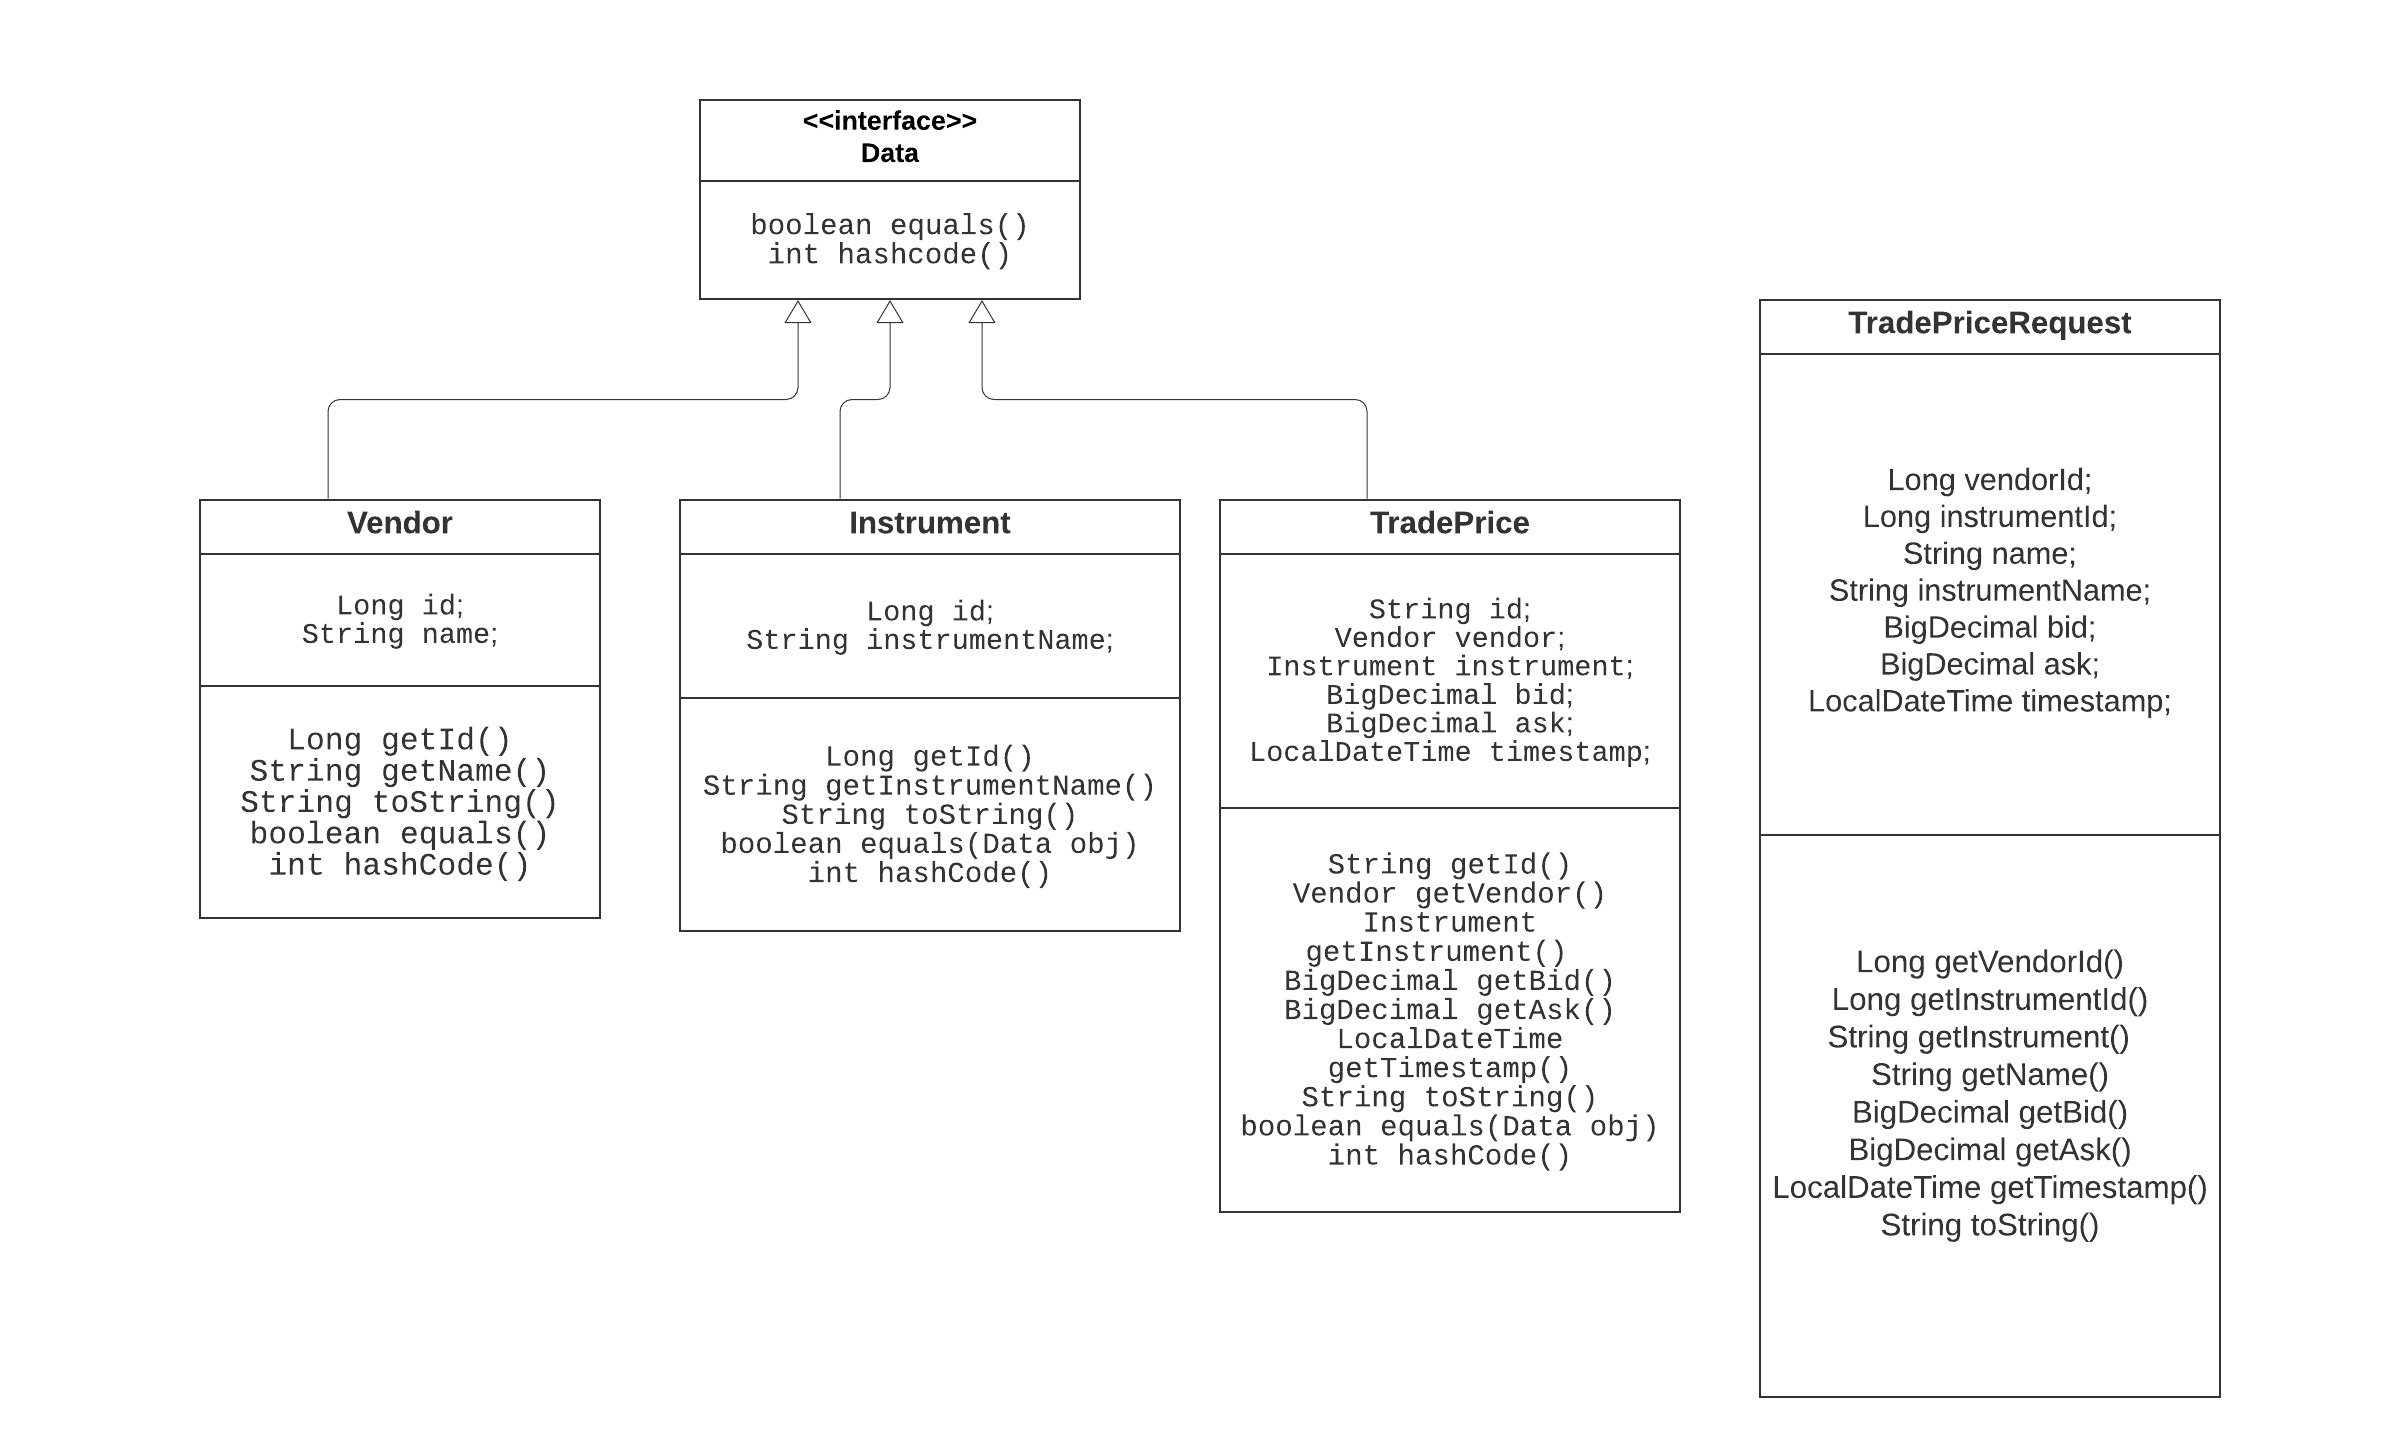 <<interface>>
Data
boolean equals()
int hashcode()
Vendor
Long id;
String name;
Long getId()
String getName()
String toString()
boolean equals()
int hashCode()
Instrument
Long id;
String instrumentName;
Long getId()
String getInstrumentName()
String toString()
boolean equals(Data obj)
int hashCode()
TradePrice
String id;
Vendor vendor;
Instrument instrument;
BigDecimal bid;
BigDecimal ask;
LocalDateTime timestamp;
String getId()
Vendor getVendor()
Instrument
getInstrument()
BigDecimal getBid()
BigDecimal getAsk()
LocalDateTime
getTimestamp()
String toString()
boolean equals(Data obj)
int hashCode()
TradePriceRequest
Long vendorId;
Long instrumentId;
String name;
String instrumentName;
BigDecimal bid;
BigDecimal ask;
LocalDateTime timestamp;
Long getVendorId()
Long getInstrumentId()
String getInstrument()
String getName()
BigDecimal getBid()
BigDecimal getAsk()
LocalDateTime getTimestamp()
String toString()